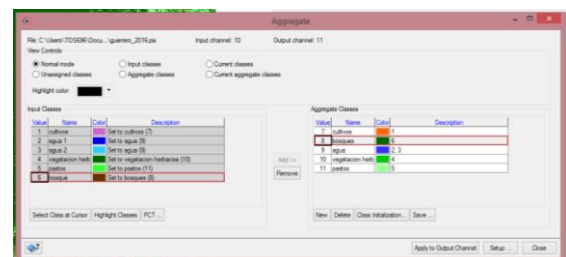 Aggregate
File: C:\Users\TDS696\Docu...\guerrero_2016.pix Input channel: 10 Output channel: 11
View Controls
Normal mode Input classes Current classes
Unassigned classes Aggregate classes Current aggregate classes
Highlight color:
Input Classes
Value Name Color Description
1 cultivos Set to cultivos (7)
2 agua 1 Set to agua (9)
3 agua 2 Set to agua (9)
4 vegetacion herb Set to vegetacion herbacea (10)
5 pastos Set to pastos (11)
6 bosque Set to bosques (8)
Select Class at Cursor Highlight Classes PCT ...
Add >>
Remove
Aggregate Classes
Value Name Color Description
7 cultivos 1
8 bosques 6
9 agua 2, 3
10 vegetacion herb 4
11 pastos 5
New Delete Class Initialization... Save ...
Apply to Output Channel Setup ... Close